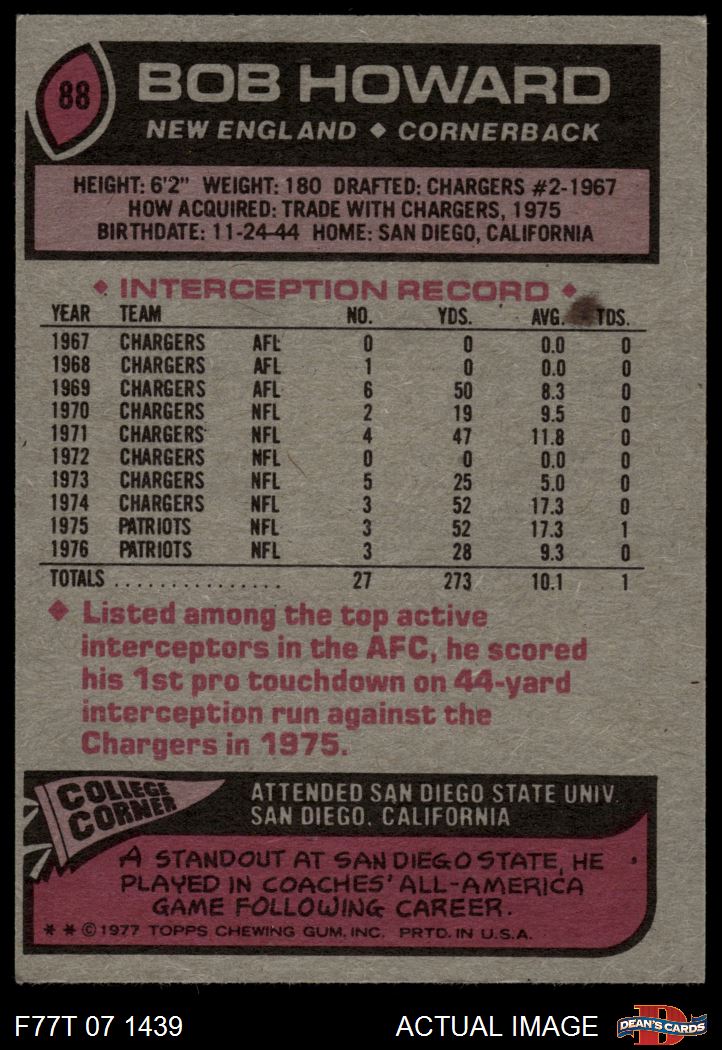 88
BOB HOWARD
NEW ENGLAND ◆ CORNERBACK
HEIGHT: 6'2" WEIGHT: 180 DRAFTED: CHARGERS #2-1967
HOW ACQUIRED: TRADE WITH CHARGERS, 1975
BIRTHDATE: 11-24-44 HOME: SAN DIEGO, CALIFORNIA
◆ INTERCEPTION RECORD ◆
YEAR TEAM NO. YDS. AVG. TDS.
1967 CHARGERS AFL 0 0 0.0 0
1968 CHARGERS AFL 1 0 0.0 0
1969 CHARGERS AFL 6 50 8.3 0
1970 CHARGERS NFL 2 19 9.5 0
1971 CHARGERS NFL 4 47 11.8 0
1972 CHARGERS NFL 0 0 0.0 0
1973 CHARGERS NFL 5 25 5.0 0
1974 CHARGERS NFL 3 52 17.3 0
1975 PATRIOTS NFL 3 52 17.3 1
1976 PATRIOTS NFL 3 28 9.3 0
TOTALS . . . . . . . . . . . . . . . 27 273 10.1 1
◆ Listed among the top active
interceptors in the AFC, he scored
his 1st pro touchdown on 44-yard
interception run against the
Chargers in 1975.
COLLEGE
CORNER
ATTENDED SAN DIEGO STATE UNIV.
SAN DIEGO, CALIFORNIA
A STANDOUT AT SAN DIEGO STATE, HE
PLAYED IN COACHES' ALL-AMERICA
GAME FOLLOWING CAREER.
* * © 1977 TOPPS CHEWING GUM, INC. PRTD. IN U.S.A.
F77T 07 1439
ACTUAL IMAGE
D
DEAN'S CARDS